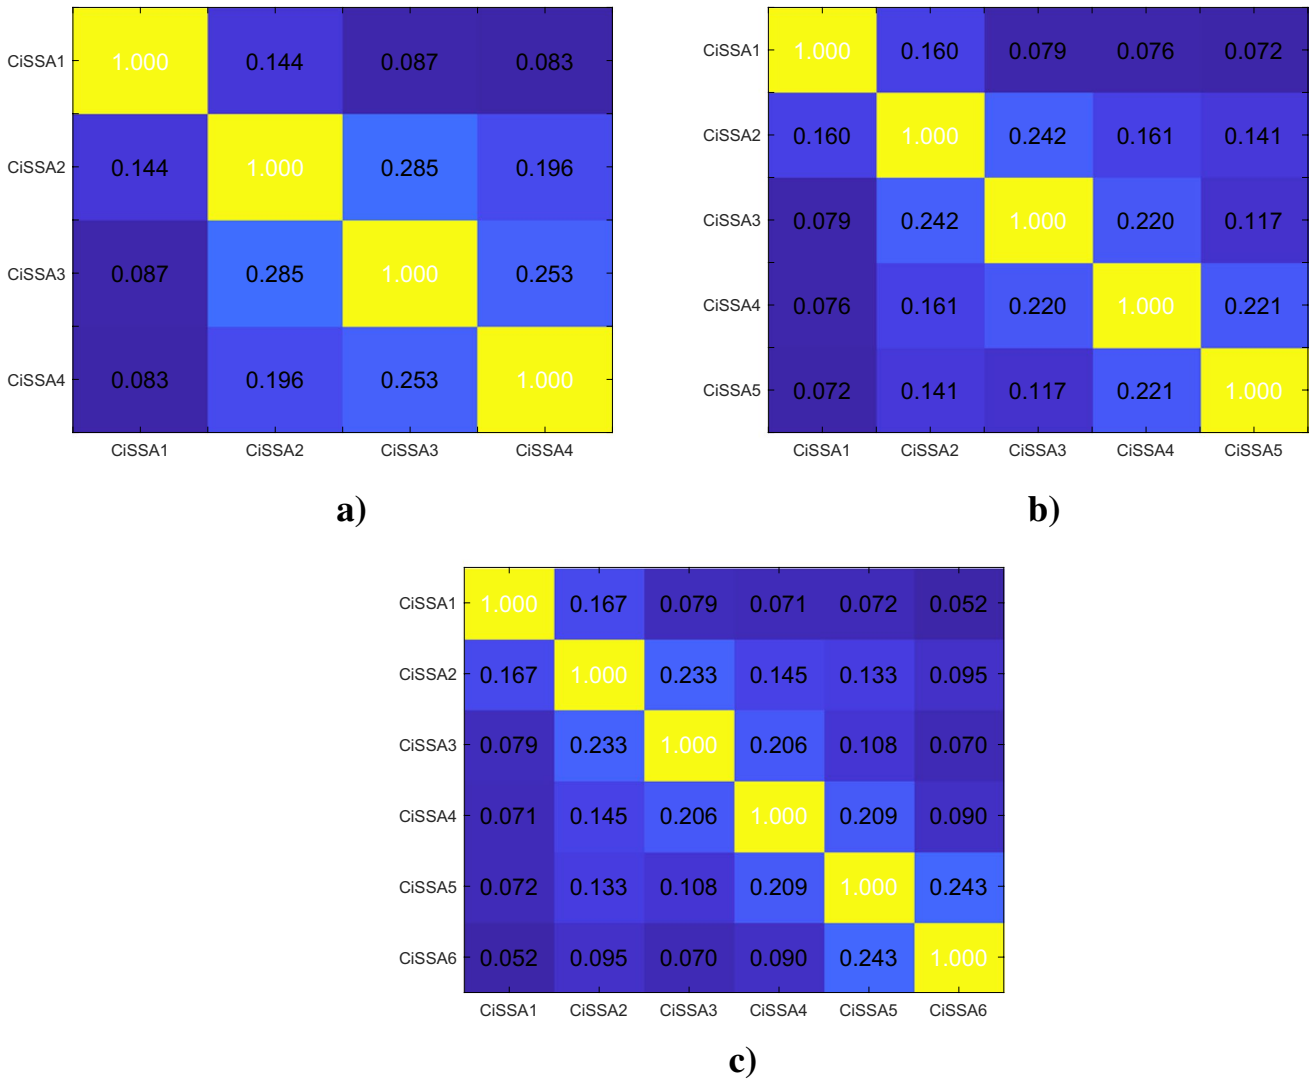 CiSSA1 1.000 0.144 0.087 0.083
CiSSA2 0.144 1.000 0.285 0.196
CiSSA3 0.087 0.285 1.000 0.253
CiSSA4 0.083 0.196 0.253 1.000
CiSSA1 CiSSA2 CiSSA3 CiSSA4
a)
CiSSA1 1.000 0.160 0.079 0.076 0.072
CiSSA2 0.160 1.000 0.242 0.161 0.141
CiSSA3 0.079 0.242 1.000 0.220 0.117
CiSSA4 0.076 0.161 0.220 1.000 0.221
CiSSA5 0.072 0.141 0.117 0.221 1.000
CiSSA1 CiSSA2 CiSSA3 CiSSA4 CiSSA5
b)
CiSSA1 1.000 0.167 0.079 0.071 0.072 0.052
CiSSA2 0.167 1.000 0.233 0.145 0.133 0.095
CiSSA3 0.079 0.233 1.000 0.206 0.108 0.070
CiSSA4 0.071 0.145 0.206 1.000 0.209 0.090
CiSSA5 0.072 0.133 0.108 0.209 1.000 0.243
CiSSA6 0.052 0.095 0.070 0.090 0.243 1.000
CiSSA1 CiSSA2 CiSSA3 CiSSA4 CiSSA5 CiSSA6
c)